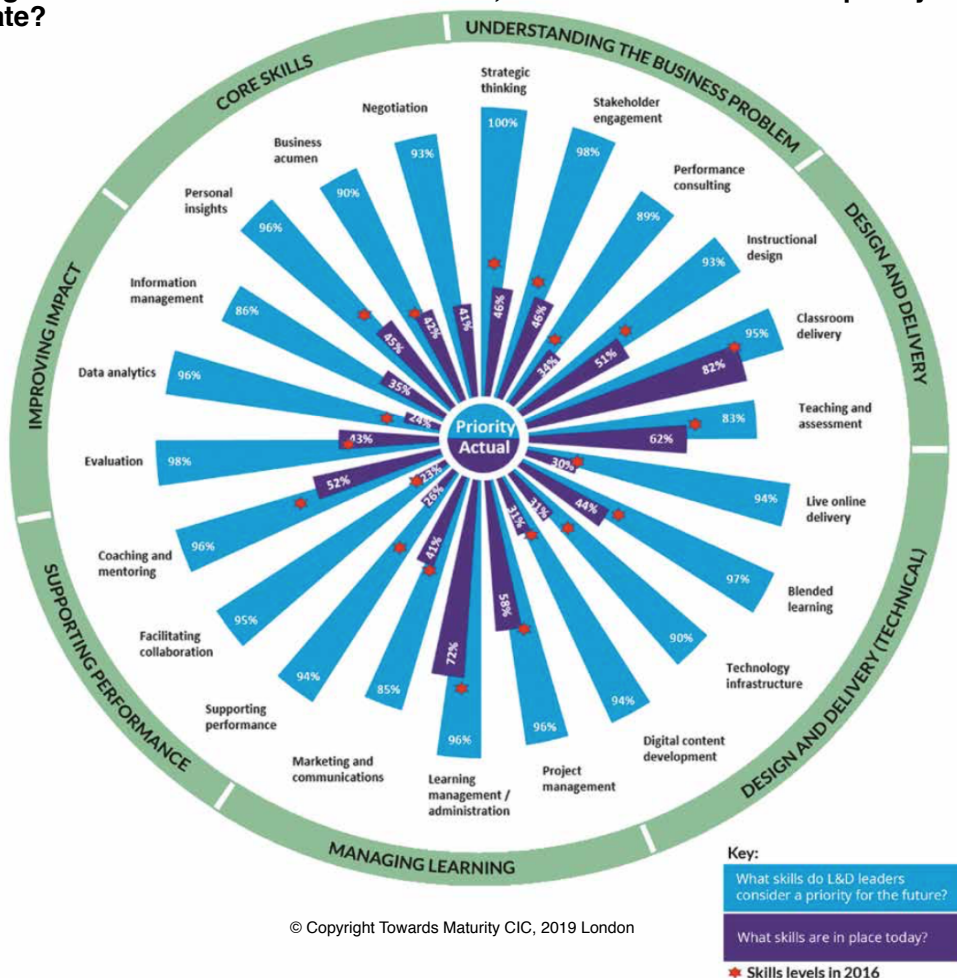 ate?
CORE SKILLS
UNDERSTANDING THE BUSINESS PROBLEM
DESIGN AND DELIVERY
DESIGN AND DELIVERY (TECHNICAL)
MANAGING LEARNING
SUPPORTING PERFORMANCE
IMPROVING IMPACT
Strategic
thinking
100%
46%
Stakeholder
engagement
98%
46%
Performance
consulting
89%
34%
Instructional
design
93%
51%
Classroom
delivery
95%
82%
Teaching and
assessment
83%
62%
Live online
delivery
94%
30%
Blended
learning
97%
44%
Technology
infrastructure
90%
31%
Digital content
development
94%
31%
Project
management
96%
58%
Learning
management /
administration
96%
72%
Marketing and
communications
85%
41%
Supporting
performance
94%
26%
Facilitating
collaboration
95%
23%
Coaching and
mentoring
96%
52%
Evaluation
98%
43%
Data analytics
96%
24%
Information
management
86%
35%
Personal
insights
96%
45%
Business
acumen
90%
42%
Negotiation
93%
41%
Priority
Actual
Key:
What skills do L&D leaders
consider a priority for the future?
What skills are in place today?
Skills levels in 2016
© Copyright Towards Maturity CIC, 2019 London